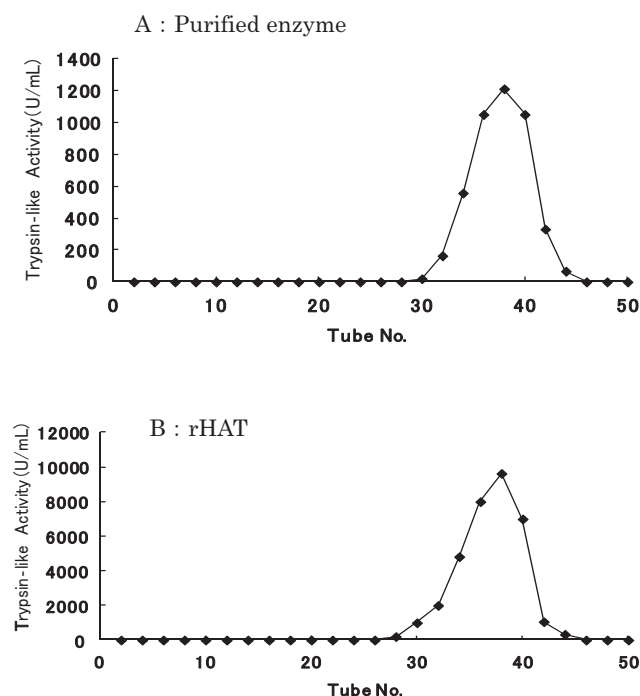 A : Purified enzyme
Trypsin-like Activity(U/mL)
1400
1200
1000
800
600
400
200
0
0 10 20 30 40 50
Tube No.
B : rHAT
Trypsin-like Activity(U/mL)
12000
10000
8000
6000
4000
2000
0
0 10 20 30 40 50
Tube No.